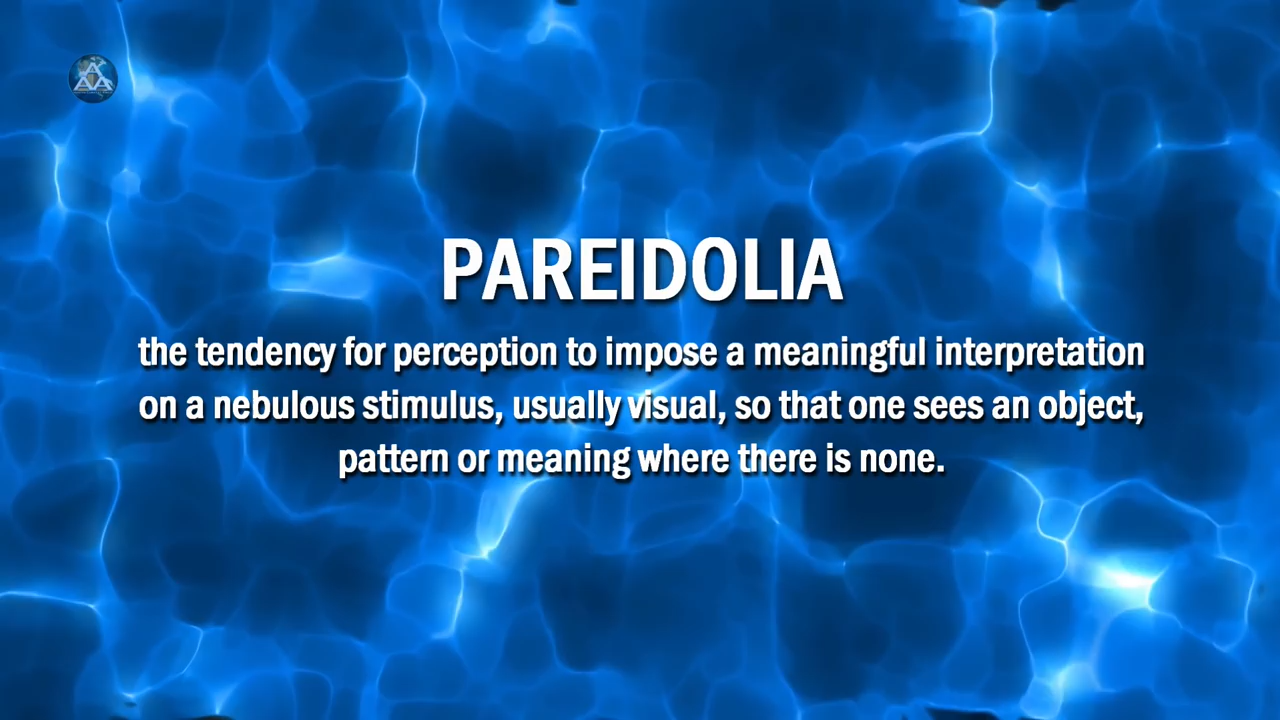 PAREIDOLIA
the tendency for perception to impose a meaningful interpretation
on a nebulous stimulus, usually visual, so that one sees an object,
pattern or meaning where there is none.